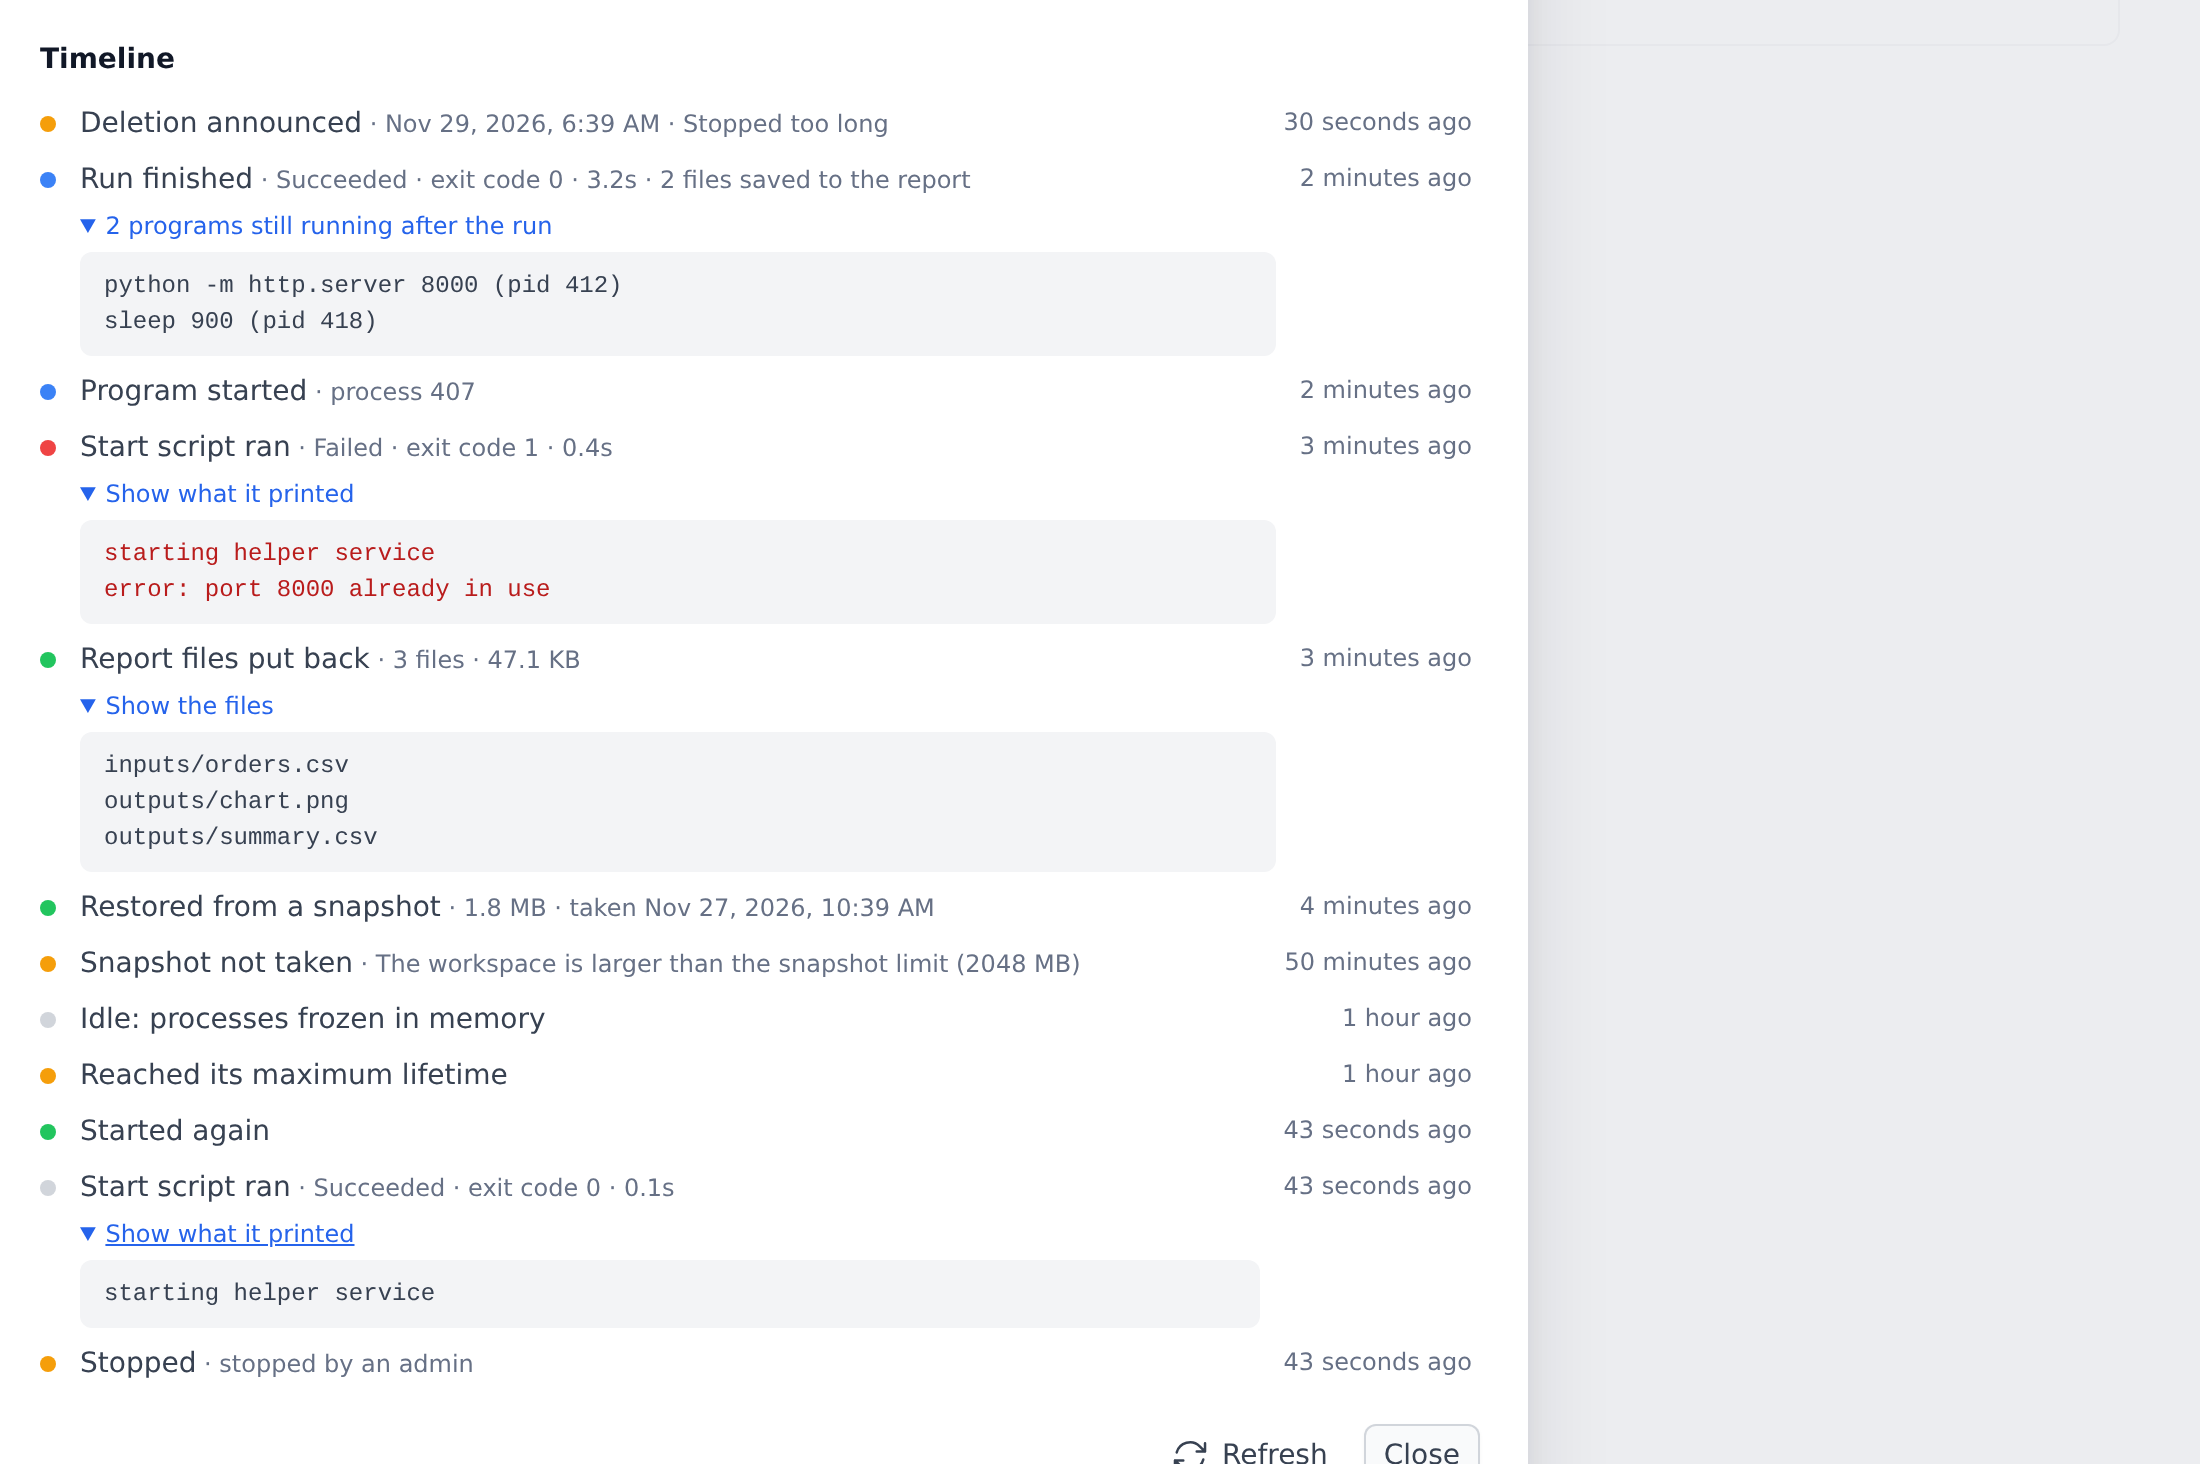 Timeline
Deletion announced · Nov 29, 2026, 6:39 AM · Stopped too long 30 seconds ago
Run finished · Succeeded · exit code 0 · 3.2s · 2 files saved to the report 2 minutes ago
▼ 2 programs still running after the run
python -m http.server 8000 (pid 412)
sleep 900 (pid 418)
Program started · process 407 2 minutes ago
Start script ran · Failed · exit code 1 · 0.4s 3 minutes ago
▼ Show what it printed
starting helper service
error: port 8000 already in use
Report files put back · 3 files · 47.1 KB 3 minutes ago
▼ Show the files
inputs/orders.csv
outputs/chart.png
outputs/summary.csv
Restored from a snapshot · 1.8 MB · taken Nov 27, 2026, 10:39 AM 4 minutes ago
Snapshot not taken · The workspace is larger than the snapshot limit (2048 MB) 50 minutes ago
Idle: processes frozen in memory 1 hour ago
Reached its maximum lifetime 1 hour ago
Started again 43 seconds ago
Start script ran · Succeeded · exit code 0 · 0.1s 43 seconds ago
▼ Show what it printed
starting helper service
Stopped · stopped by an admin 43 seconds ago
Refresh Close